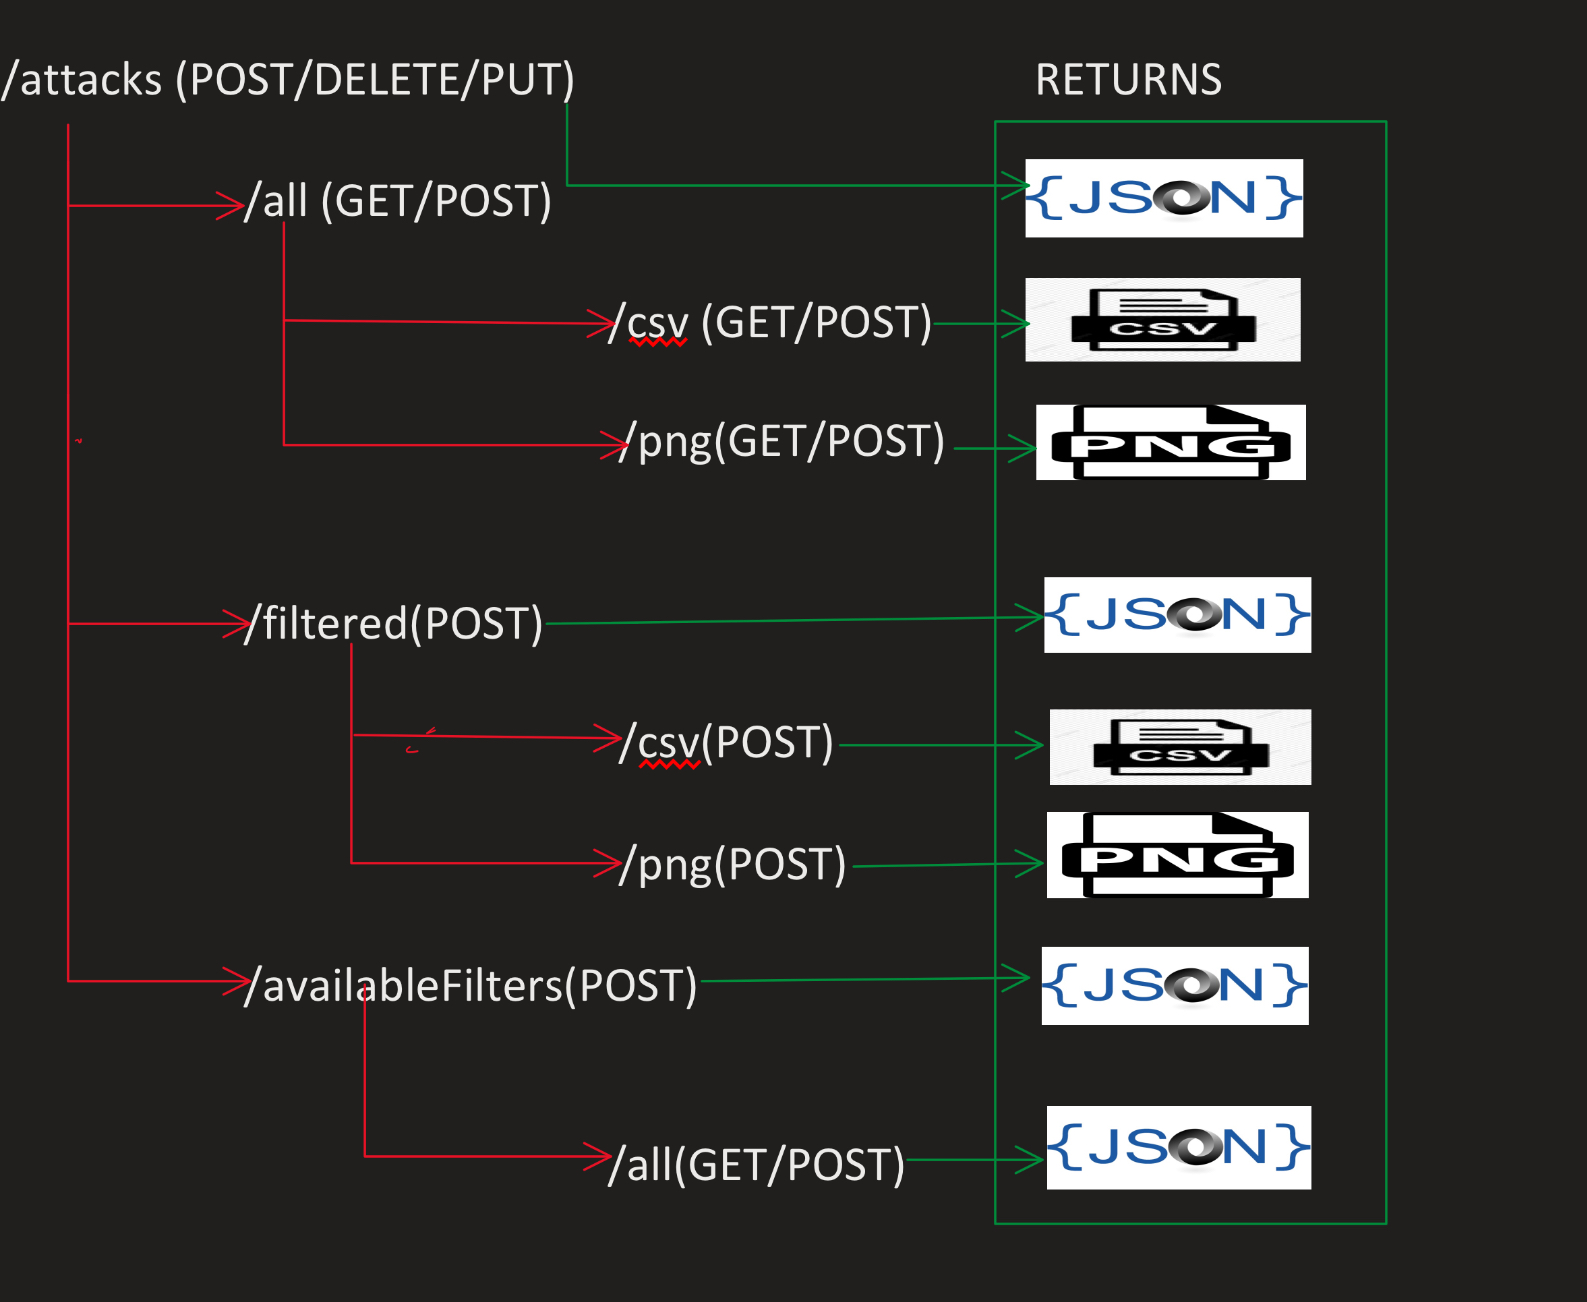 /attacks (POST/DELETE/PUT)
RETURNS
/all (GET/POST)
{JSON}
/csv (GET/POST)
CSV
/png(GET/POST)
PNG
/filtered(POST)
{JSON}
/csv(POST)
CSV
/png(POST)
PNG
/availableFilters(POST)
{JSON}
/all(GET/POST)
{JSON}